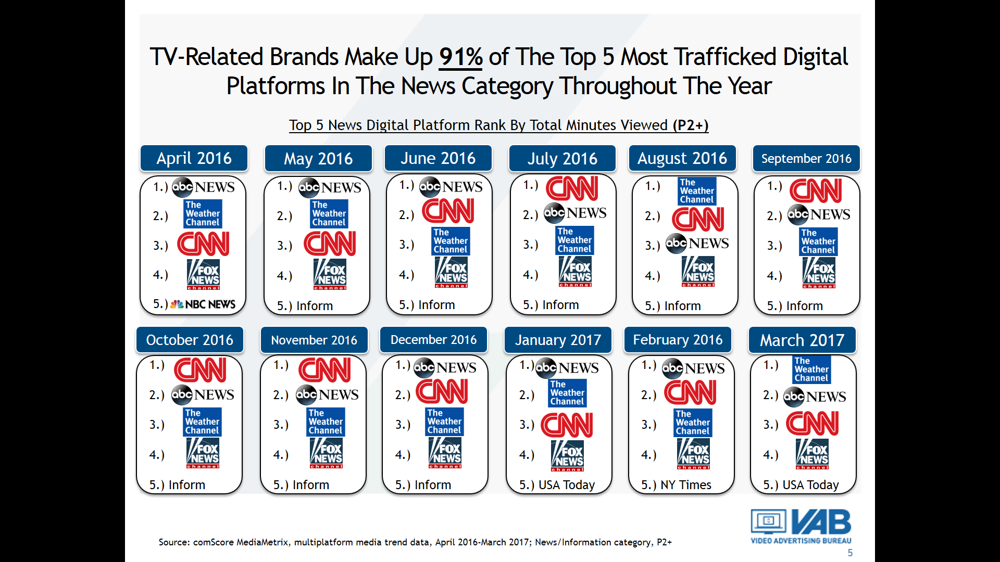 TV-Related Brands Make Up 91% of The Top 5 Most Trafficked Digital
Platforms In The News Category Throughout The Year
Top 5 News Digital Platform Rank By Total Minutes Viewed (P2+)
April 2016
1.) abc NEWS
2.) The
Weather
Channel
3.) CNN
4.) FOX
NEWS
channel
5.) NBC NEWS
May 2016
1.) abc NEWS
2.) The
Weather
Channel
3.) CNN
4.) FOX
NEWS
channel
5.) Inform
June 2016
1.) abc NEWS
2.) CNN
3.) The
Weather
Channel
4.) FOX
NEWS
channel
5.) Inform
July 2016
1.) CNN
2.) abc NEWS
3.) The
Weather
Channel
4.) FOX
NEWS
channel
5.) Inform
August 2016
1.) The
Weather
Channel
2.) CNN
3.) abc NEWS
4.) FOX
NEWS
channel
5.) Inform
September 2016
1.) CNN
2.) abc NEWS
3.) The
Weather
Channel
4.) FOX
NEWS
channel
5.) Inform
October 2016
1.) CNN
2.) abc NEWS
3.) The
Weather
Channel
4.) FOX
NEWS
channel
5.) Inform
November 2016
1.) CNN
2.) abc NEWS
3.) The
Weather
Channel
4.) FOX
NEWS
channel
5.) Inform
December 2016
1.) abc NEWS
2.) CNN
3.) The
Weather
Channel
4.) FOX
NEWS
channel
5.) Inform
January 2017
1.) abc NEWS
2.) The
Weather
Channel
3.) CNN
4.) FOX
NEWS
channel
5.) USA Today
February 2016
1.) abc NEWS
2.) CNN
3.) The
Weather
Channel
4.) FOX
NEWS
channel
5.) NY Times
March 2017
1.) The
Weather
Channel
2.) abc NEWS
3.) CNN
4.) FOX
NEWS
channel
5.) USA Today
VAB
VIDEO ADVERTISING BUREAU
Source: comScore MediaMetrix, multiplatform media trend data, April 2016-March 2017; News/Information category, P2+
5